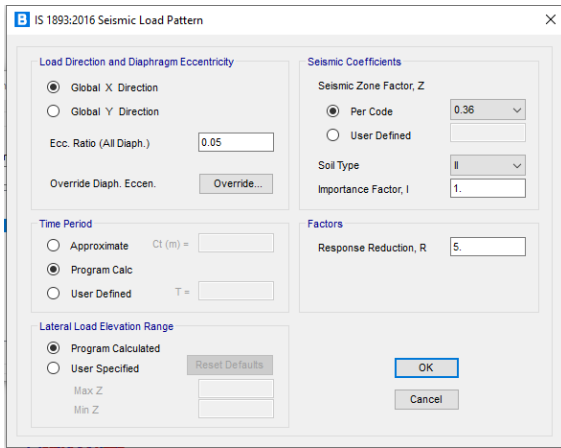 B IS 1893:2016 Seismic Load Pattern
Load Direction and Diaphragm Eccentricity
Global X Direction
Global Y Direction
Ecc. Ratio (All Diaph.) 0.05
Override Diaph. Eccen. Override...
Seismic Coefficients
Seismic Zone Factor, Z
Per Code 0.36
User Defined
Soil Type II
Importance Factor, I 1.
Time Period
Approximate Ct (m) =
Program Calc
User Defined T =
Factors
Response Reduction, R 5.
Lateral Load Elevation Range
Program Calculated
User Specified Reset Defaults
Max Z
Min Z
OK
Cancel